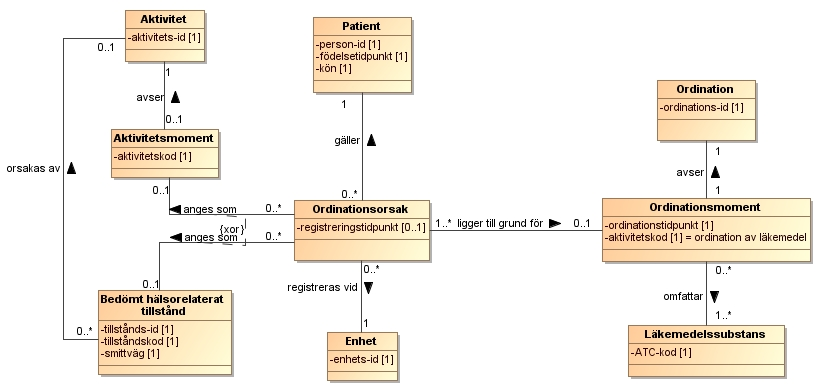 Aktivitet
-aktivitets-id [1]
0..1
1
avser
0..1
Aktivitetsmoment
-aktivitetskod [1]
0..1
orsakas av
Patient
-person-id [1]
-födelsetidpunkt [1]
-kön [1]
1
gäller
0..*
anges som
0..*
{xor}
anges som
0..*
0..1
Ordinationsorsak
-registreringstidpunkt [0..1]
1..*
ligger till grund för
0..1
Ordination
-ordinations-id [1]
1
avser
1
Ordinationsmoment
-ordinationstidpunkt [1]
-aktivitetskod [1] = ordination av läkemedel
0..*
omfattar
1..*
Läkemedelssubstans
-ATC-kod [1]
0..*
registreras vid
1
Enhet
-enhets-id [1]
Bedömt hälsorelaterat
tillstånd
-tillstånds-id [1]
-tillståndskod [1]
-smittväg [1]
0..*